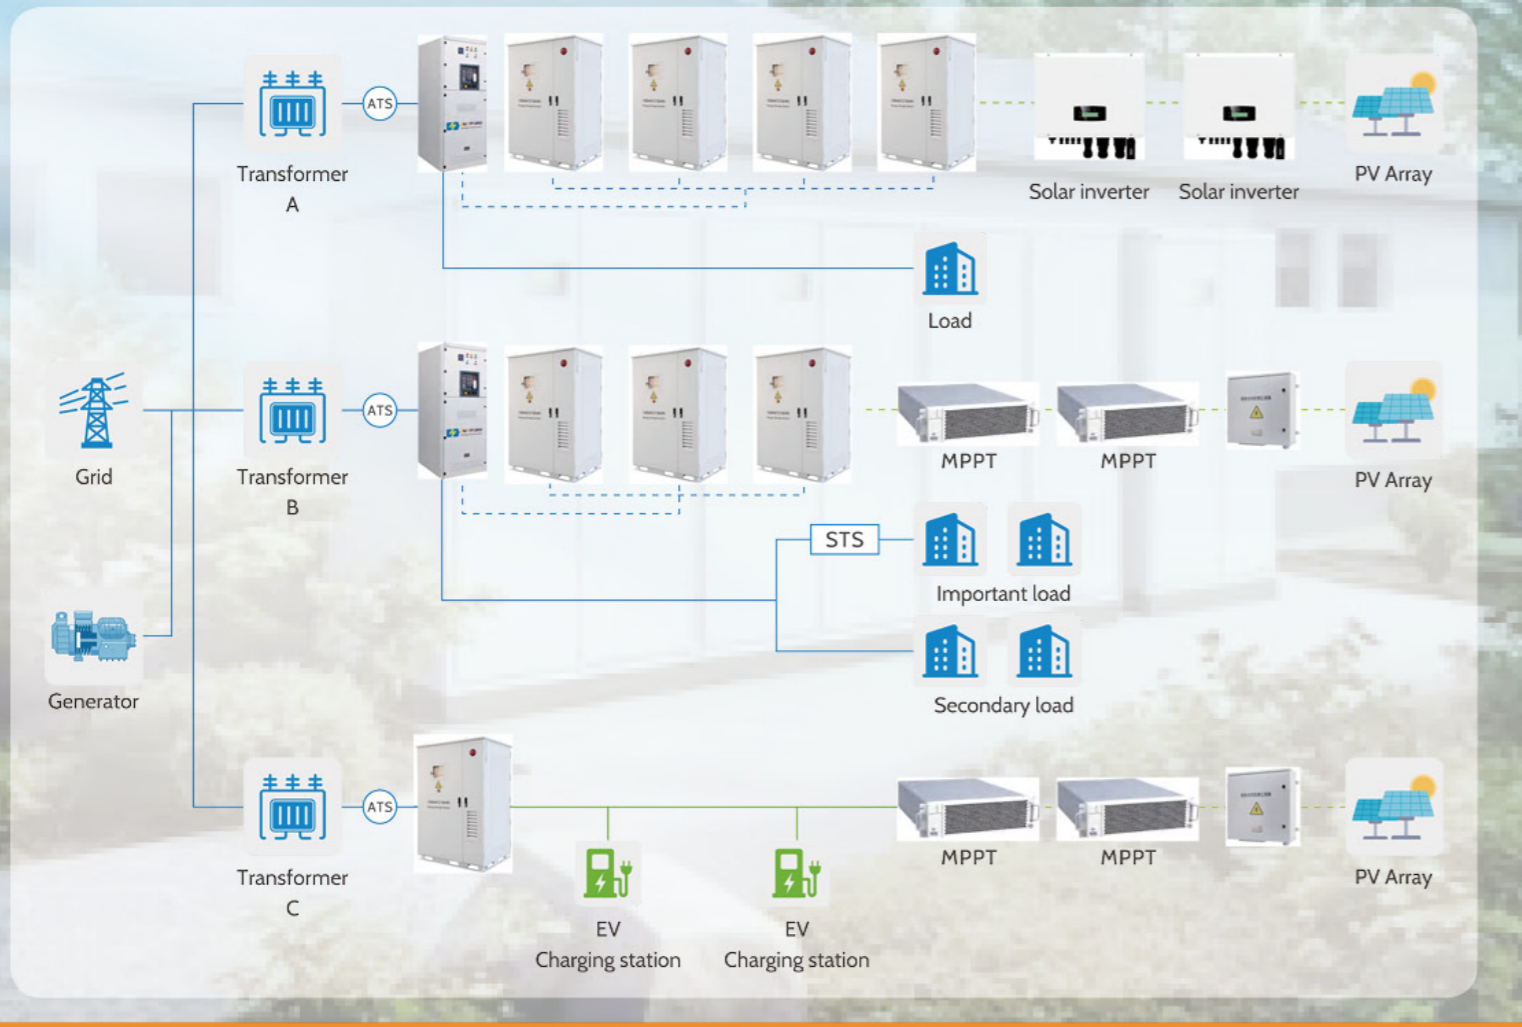 ATS
Transformer
A
Solar inverter
Solar inverter
PV Array
Load
Grid
ATS
Transformer
B
MPPT
MPPT
PV Array
STS
Important load
Secondary load
Generator
ATS
Transformer
C
EV
Charging station
EV
Charging station
MPPT
MPPT
PV Array